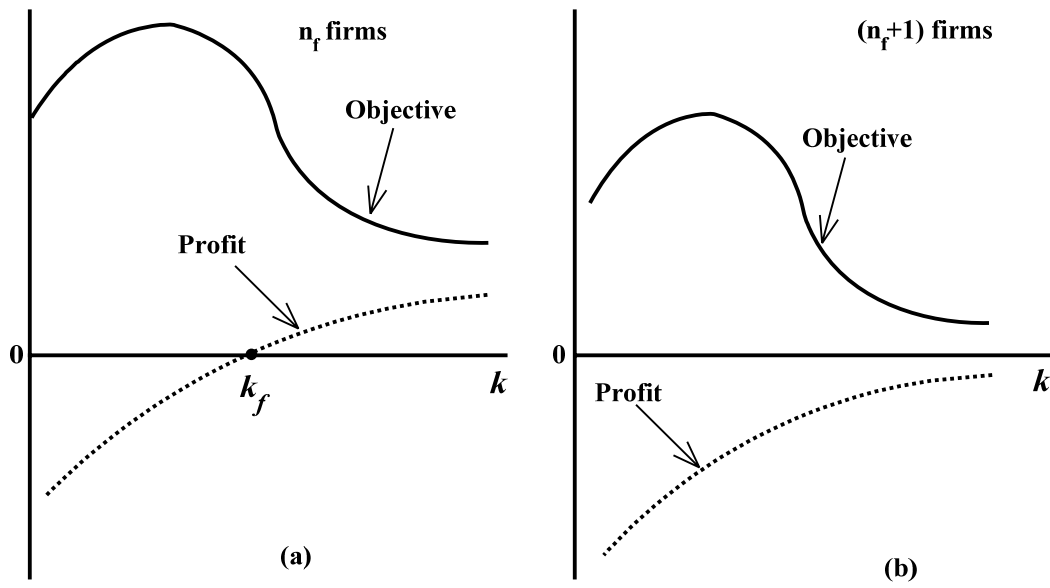 n_f firms
Objective
Profit
0
k_f
k
(a)
(n_f+1) firms
Objective
0
k
Profit
(b)